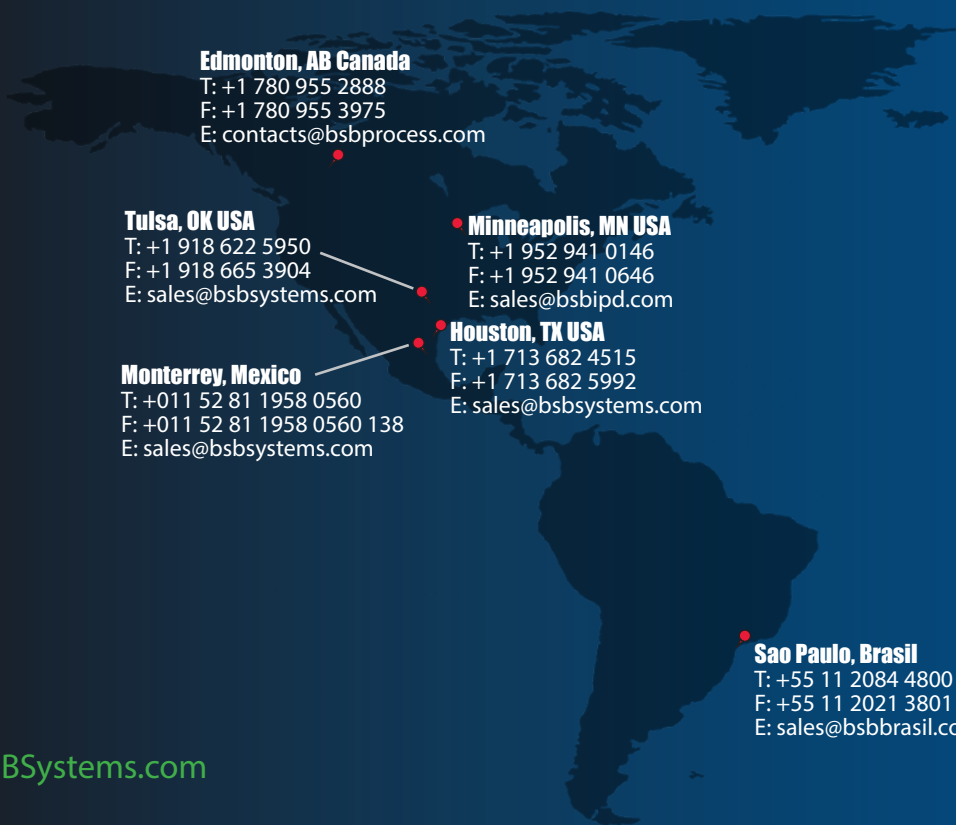 Edmonton, AB Canada
T: +1 780 955 2888
F: +1 780 955 3975
E: contacts@bsbprocess.com
Tulsa, OK USA
T: +1 918 622 5950
F: +1 918 665 3904
E: sales@bsbsystems.com
Minneapolis, MN USA
T: +1 952 941 0146
F: +1 952 941 0646
E: sales@bsbipd.com
Houston, TX USA
T: +1 713 682 4515
F: +1 713 682 5992
E: sales@bsbsystems.com
Monterrey, Mexico
T: +011 52 81 1958 0560
F: +011 52 81 1958 0560 138
E: sales@bsbsystems.com
Sao Paulo, Brasil
T: +55 11 2084 4800
F: +55 11 2021 3801
E: sales@bsbbrasil.co
BSystems.com